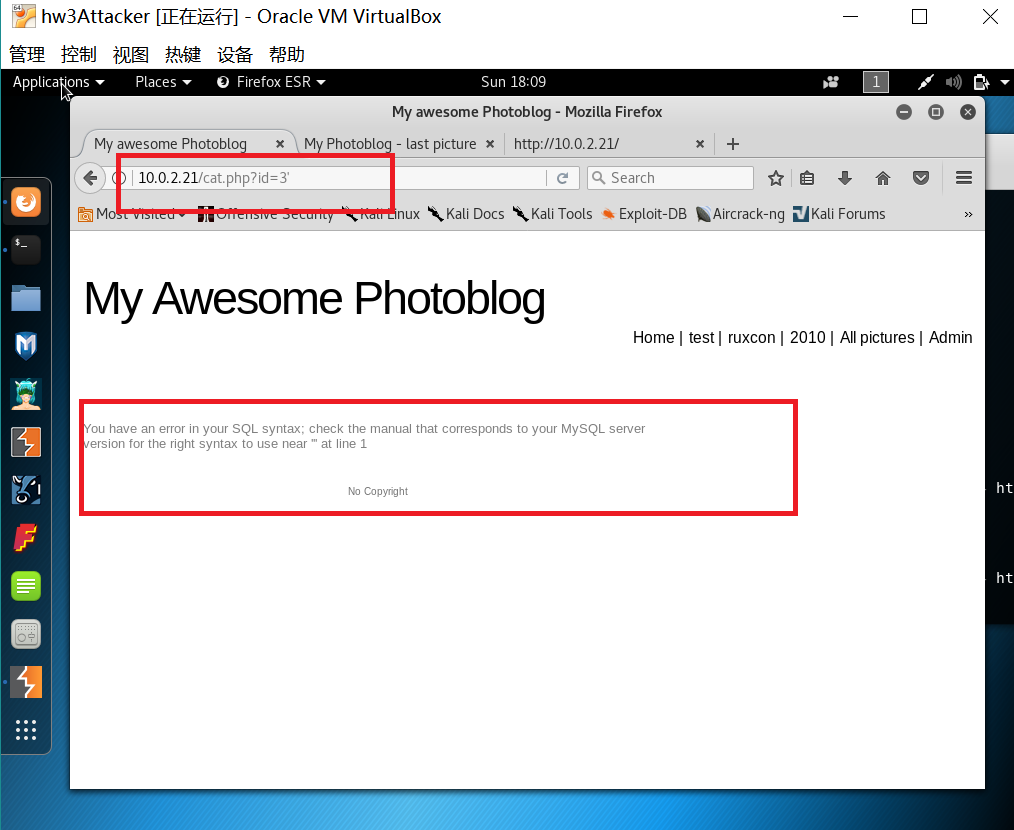 hw3Attacker [正在运行] - Oracle VM VirtualBox
管理 控制 视图 热键 设备 帮助
Applications Places Firefox ESR Sun 18:09 1
My awesome Photoblog - Mozilla Firefox
My awesome Photoblog × My Photoblog - last picture × http://10.0.2.21/ ×
10.0.2.21/cat.php?id=3' Search
Most Visited Offensive Security Kali Linux Kali Docs Kali Tools Exploit-DB Aircrack-ng Kali Forums »
My Awesome Photoblog
Home | test | ruxcon | 2010 | All pictures | Admin
You have an error in your SQL syntax; check the manual that corresponds to your MySQL server
version for the right syntax to use near ''' at line 1
No Copyright
ht
ht